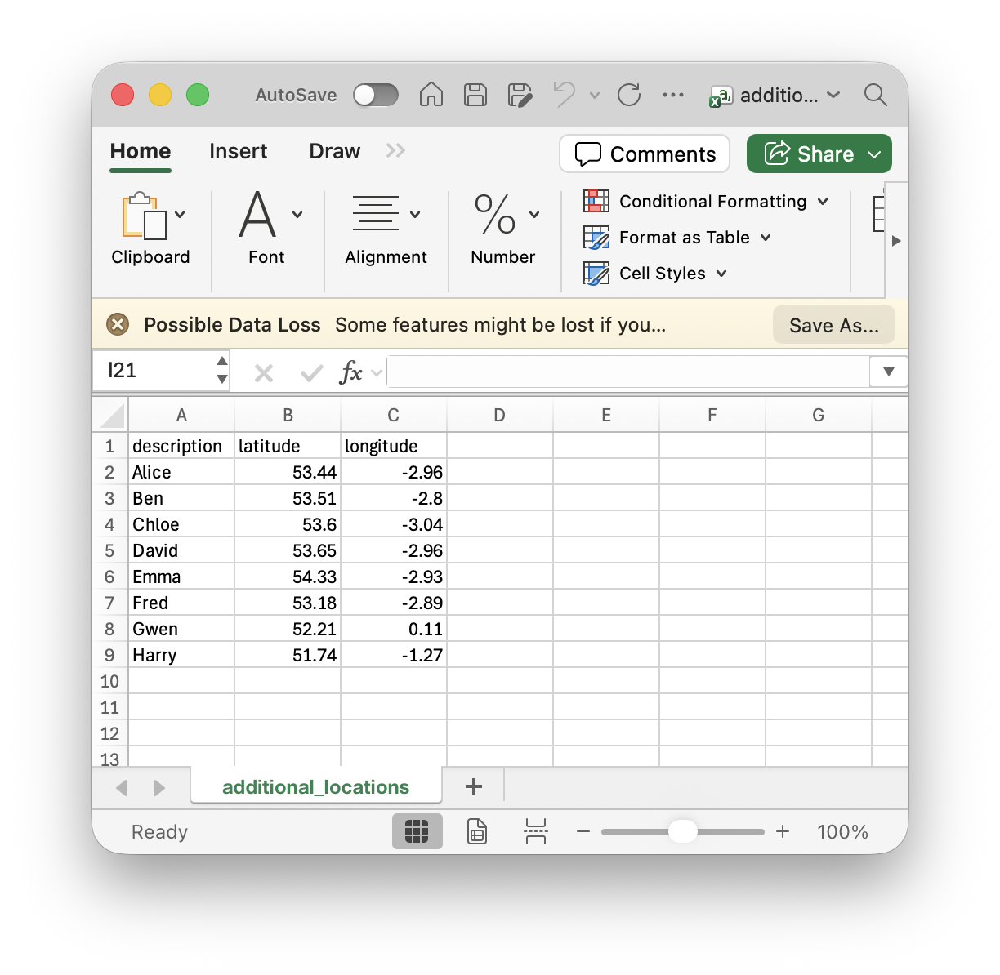 AutoSave additio...
Home Insert Draw Comments Share
Clipboard Font Alignment Number Conditional Formatting
Format as Table
Cell Styles
Possible Data Loss Some features might be lost if you... Save As...
I21 fx
A B C D E F G
1 description latitude longitude
2 Alice 53.44 -2.96
3 Ben 53.51 -2.8
4 Chloe 53.6 -3.04
5 David 53.65 -2.96
6 Emma 54.33 -2.93
7 Fred 53.18 -2.89
8 Gwen 52.21 0.11
9 Harry 51.74 -1.27
10
11
12
13
additional_locations +
Ready 100%